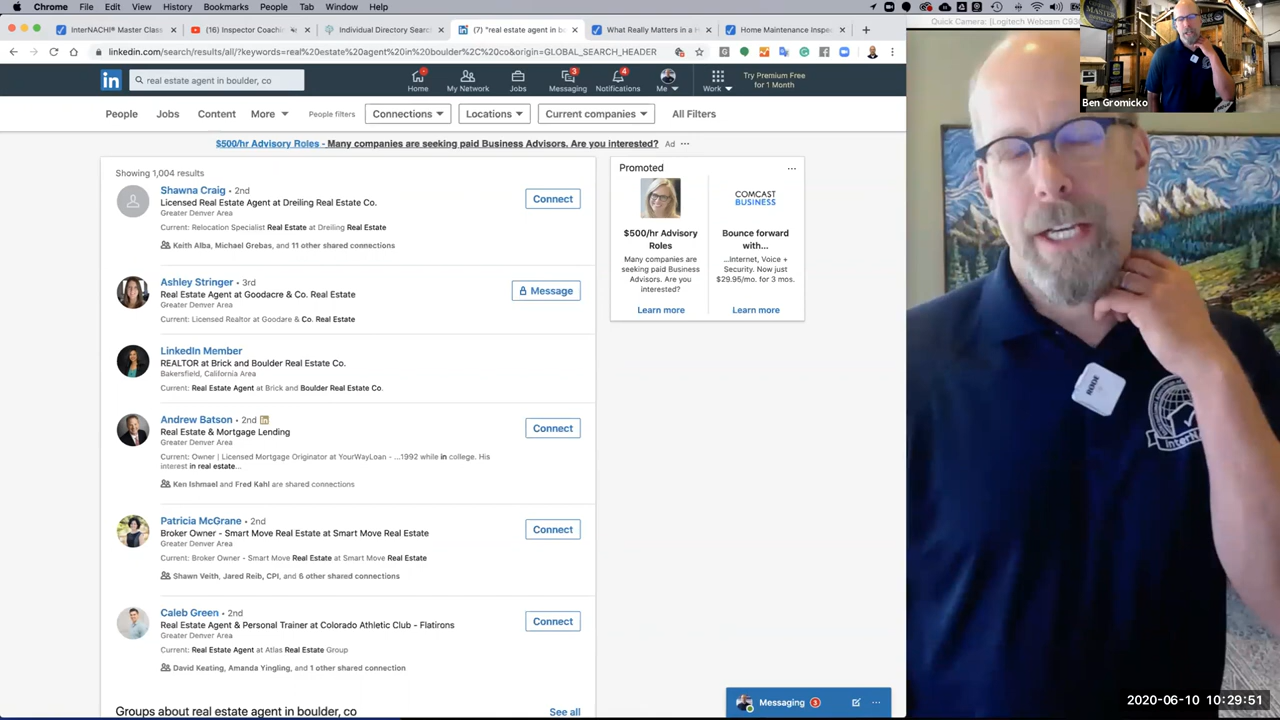 Chrome File Edit View History Bookmarks People Tab Window Help
InterNACHI® Master Class
(16) Inspector Coachin
Individual Directory Search
(7) "real estate agent in bo
What Really Matters in a H
Home Maintenance Inspec
Quick Camera: [Logitech Webcam C93
linkedin.com/search/results/all/?keywords=real%20estate%20agent%20in%20boulder%2C%20co&origin=GLOBAL_SEARCH_HEADER
Ben Gromicko
in
real estate agent in boulder, co
Home
My Network
Jobs
3
Messaging
4
Notifications
Me
Work
Try Premium Free
for 1 Month
People Jobs Content More People filters Connections Locations Current companies All Filters
$500/hr Advisory Roles - Many companies are seeking paid Business Advisors. Are you interested? Ad
Showing 1,004 results
Shawna Craig • 2nd
Licensed Real Estate Agent at Dreiling Real Estate Co.
Greater Denver Area
Current: Relocation Specialist Real Estate at Dreiling Real Estate
Keith Alba, Michael Grebas, and 11 other shared connections
Connect
Ashley Stringer • 3rd
Real Estate Agent at Goodacre & Co. Real Estate
Greater Denver Area
Current: Licensed Realtor at Goodare & Co. Real Estate
Message
LinkedIn Member
REALTOR at Brick and Boulder Real Estate Co.
Bakersfield, California Area
Current: Real Estate Agent at Brick and Boulder Real Estate Co.
Andrew Batson • 2nd in
Real Estate & Mortgage Lending
Greater Denver Area
Current: Owner | Licensed Mortgage Originator at YourWayLoan - ...1992 while in college. His
interest in real estate...
Ken Ishmael and Fred Kahl are shared connections
Connect
Patricia McGrane • 2nd
Broker Owner - Smart Move Real Estate at Smart Move Real Estate
Greater Denver Area
Current: Broker Owner - Smart Move Real Estate at Smart Move Real Estate
Shawn Veith, Jared Reib, CPI, and 6 other shared connections
Connect
Caleb Green • 2nd
Real Estate Agent & Personal Trainer at Colorado Athletic Club - Flatirons
Greater Denver Area
Current: Real Estate Agent at Atlas Real Estate Group
David Keating, Amanda Yingling, and 1 other shared connection
Connect
Groups about real estate agent in boulder, co
See all
Promoted
$500/hr Advisory
Roles
Many companies are
seeking paid Business
Advisors. Are you
interested?
Learn more
COMCAST
BUSINESS
Bounce forward
with...
...Internet, Voice +
Security. Now just
$29.95/mo. for 3 mos.
Learn more
Messaging 3
RODE
2020-06-10 10:29:51